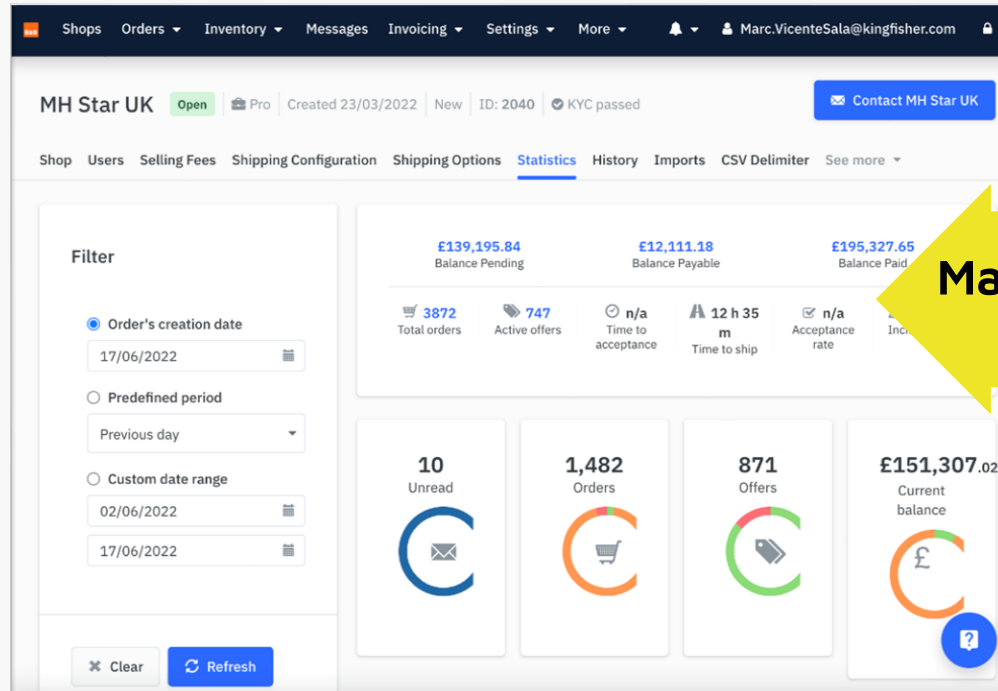 Shops Orders Inventory Messages Invoicing Settings More Marc.VicenteSala@kingfisher.com
MH Star UK Open Pro Created 23/03/2022 New ID: 2040 KYC passed Contact MH Star UK
Shop Users Selling Fees Shipping Configuration Shipping Options Statistics History Imports CSV Delimiter See more
Filter
Order's creation date
17/06/2022
Predefined period
Previous day
Custom date range
02/06/2022
17/06/2022
Clear Refresh
£139,195.84 £12,111.18 £195,327.65
Balance Pending Balance Payable Balance Paid
3872 747 n/a 12 h 35 m n/a
Total orders Active offers Time to acceptance Time to ship Acceptance rate
Ma
10 1,482 871 £151,307.02
Unread Orders Offers Current balance